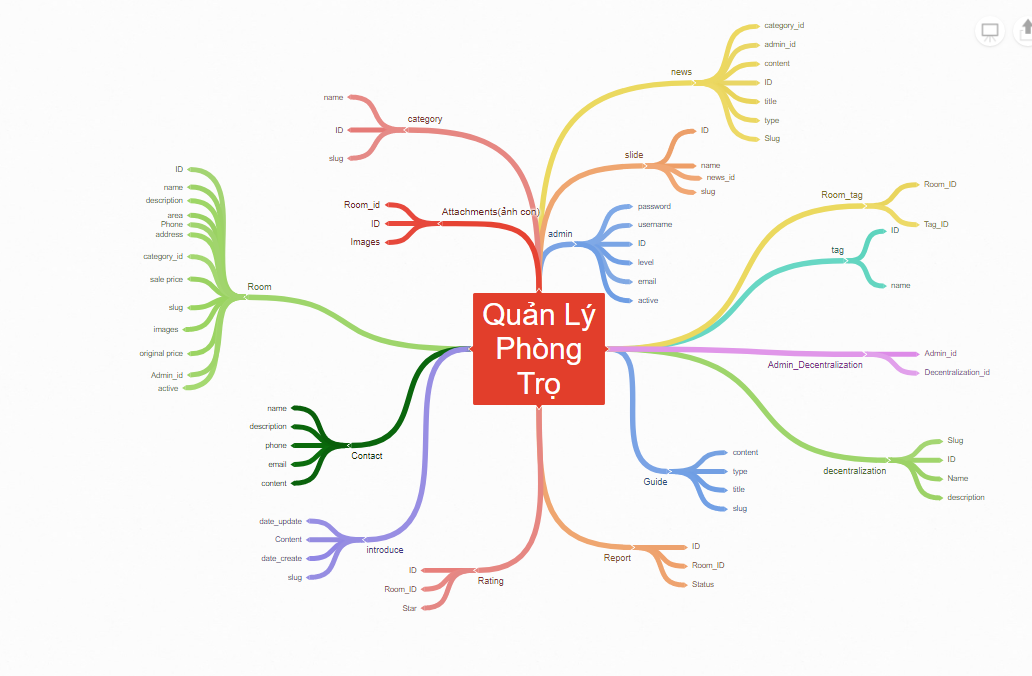 Quản Lý
Phòng
Trọ
news
category_id
admin_id
content
ID
title
type
Slug
slide
ID
name
news_id
slug
admin
password
username
ID
level
email
active
Room_tag
Room_ID
Tag_ID
tag
ID
name
Admin_Decentralization
Admin_id
Decentralization_id
decentralization
Slug
ID
Name
description
Guide
content
type
title
slug
Report
ID
Room_ID
Status
category
name
ID
slug
Attachments(ảnh con)
Room_id
ID
Images
Room
ID
name
description
area
Phone
address
category_id
sale price
slug
images
original price
Admin_id
active
Contact
name
description
phone
email
content
introduce
date_update
Content
date_create
slug
Rating
ID
Room_ID
Star